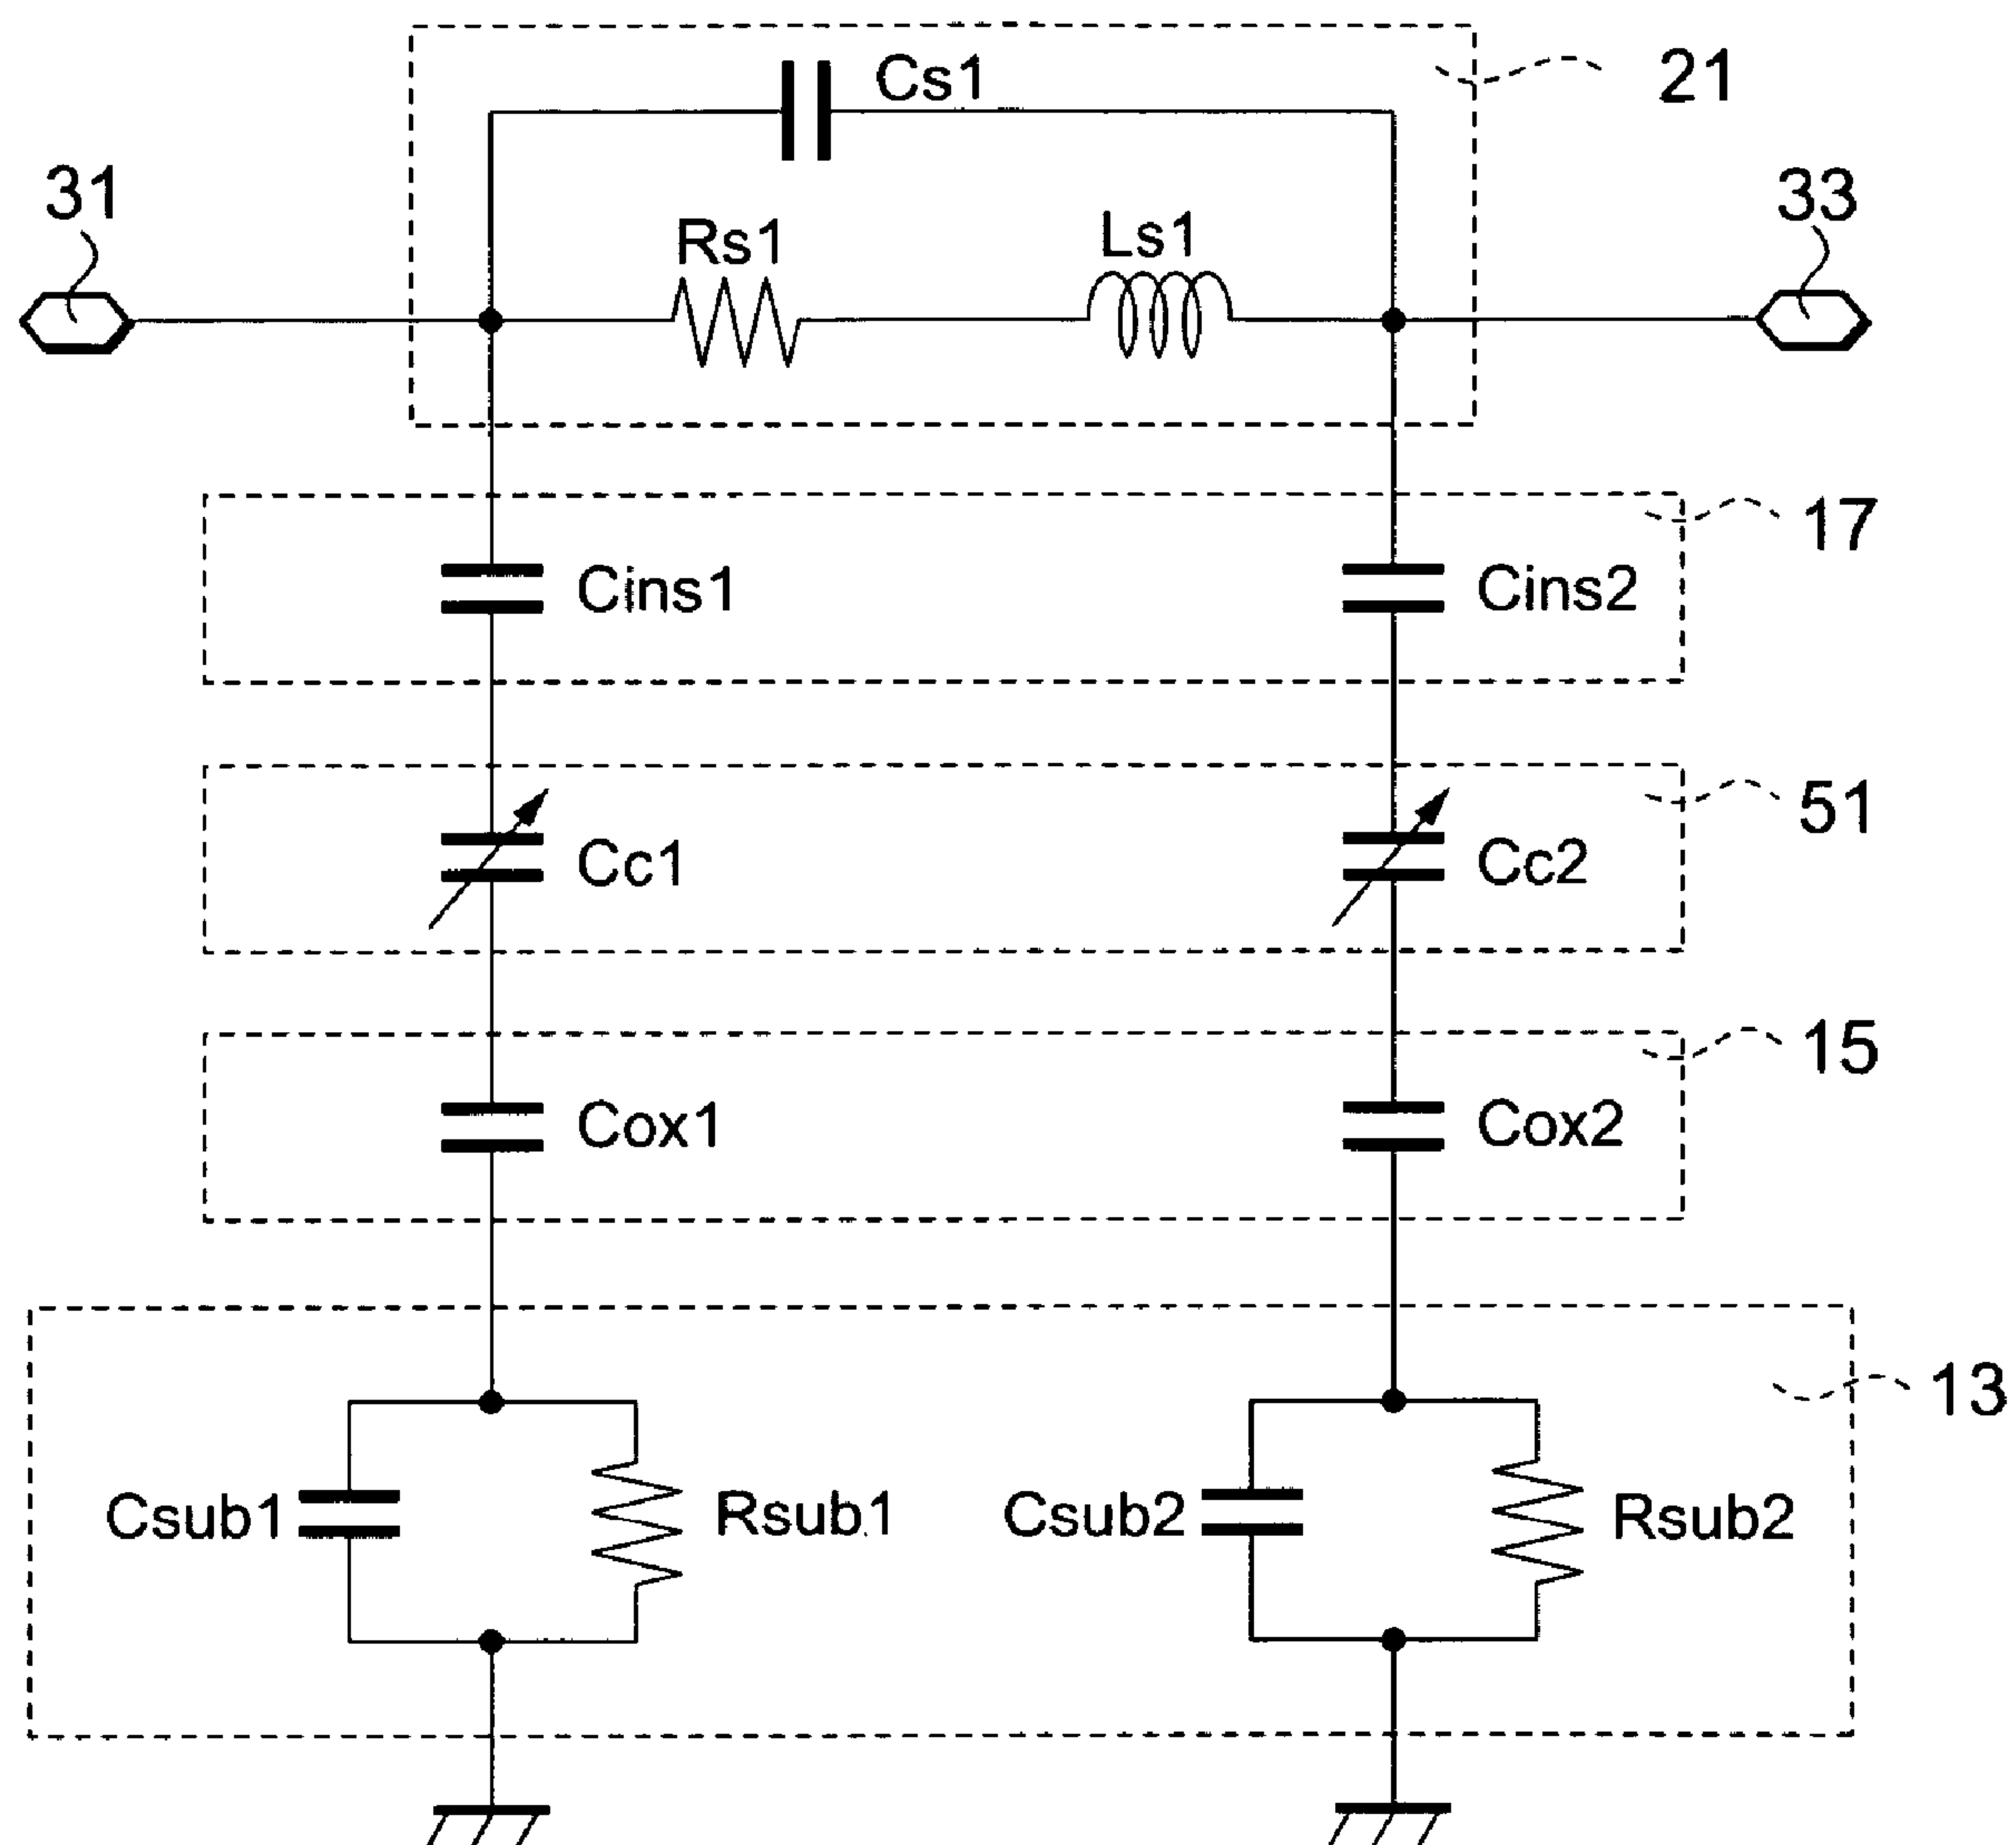 Cs1
21
31
Rs1
Ls1
33
17
Cins1
Cins2
51
Cc1
Cc2
15
Cox1
Cox2
13
Csub1
Rsub1
Csub2
Rsub2